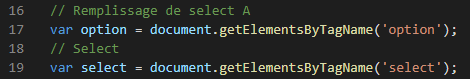 16 // Remplissage de select A
17 var option = document.getElementsByTagName('option');
18 // Select
19 var select = document.getElementsByTagName('select');